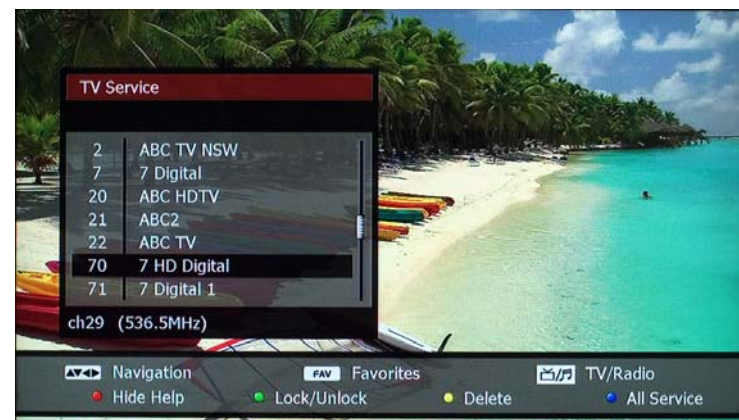 TV Service
2 ABC TV NSW
7 7 Digital
20 ABC HDTV
21 ABC2
22 ABC TV
70 7 HD Digital
71 7 Digital 1
ch29 (536.5MHz)
Navigation FAV Favorites TV/Radio
Hide Help Lock/Unlock Delete All Service